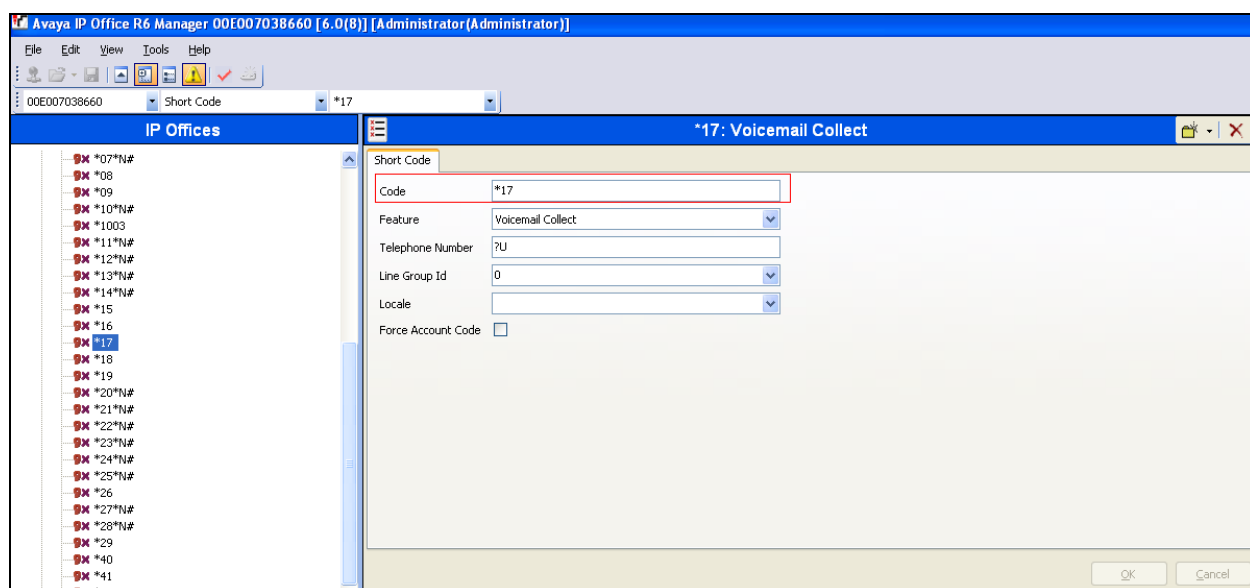 Avaya IP Office R6 Manager 00E007038660 [6.0(8)] [Administrator(Administrator)]
File Edit View Tools Help
00E007038660 Short Code *17
IP Offices
*07*N#
*08
*09
*10*N#
*1003
*11*N#
*12*N#
*13*N#
*14*N#
*15
*16
*17
*18
*19
*20*N#
*21*N#
*22*N#
*23*N#
*24*N#
*25*N#
*26
*27*N#
*28*N#
*29
*40
*41
*17: Voicemail Collect
Short Code
Code *17
Feature Voicemail Collect
Telephone Number ?U
Line Group Id 0
Locale
Force Account Code
OK Cancel